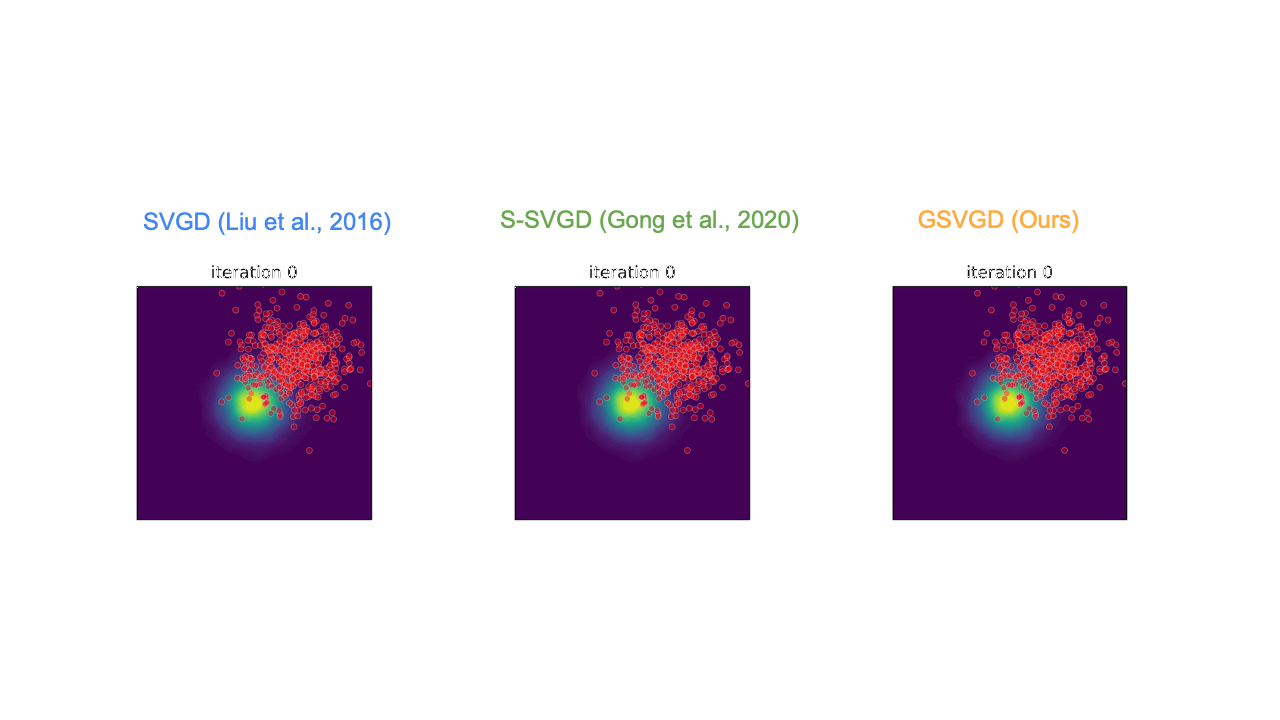 SVGD (Liu et al., 2016)
S-SVGD (Gong et al., 2020)
GSVGD (Ours)
iteration 0
iteration 0
iteration 0